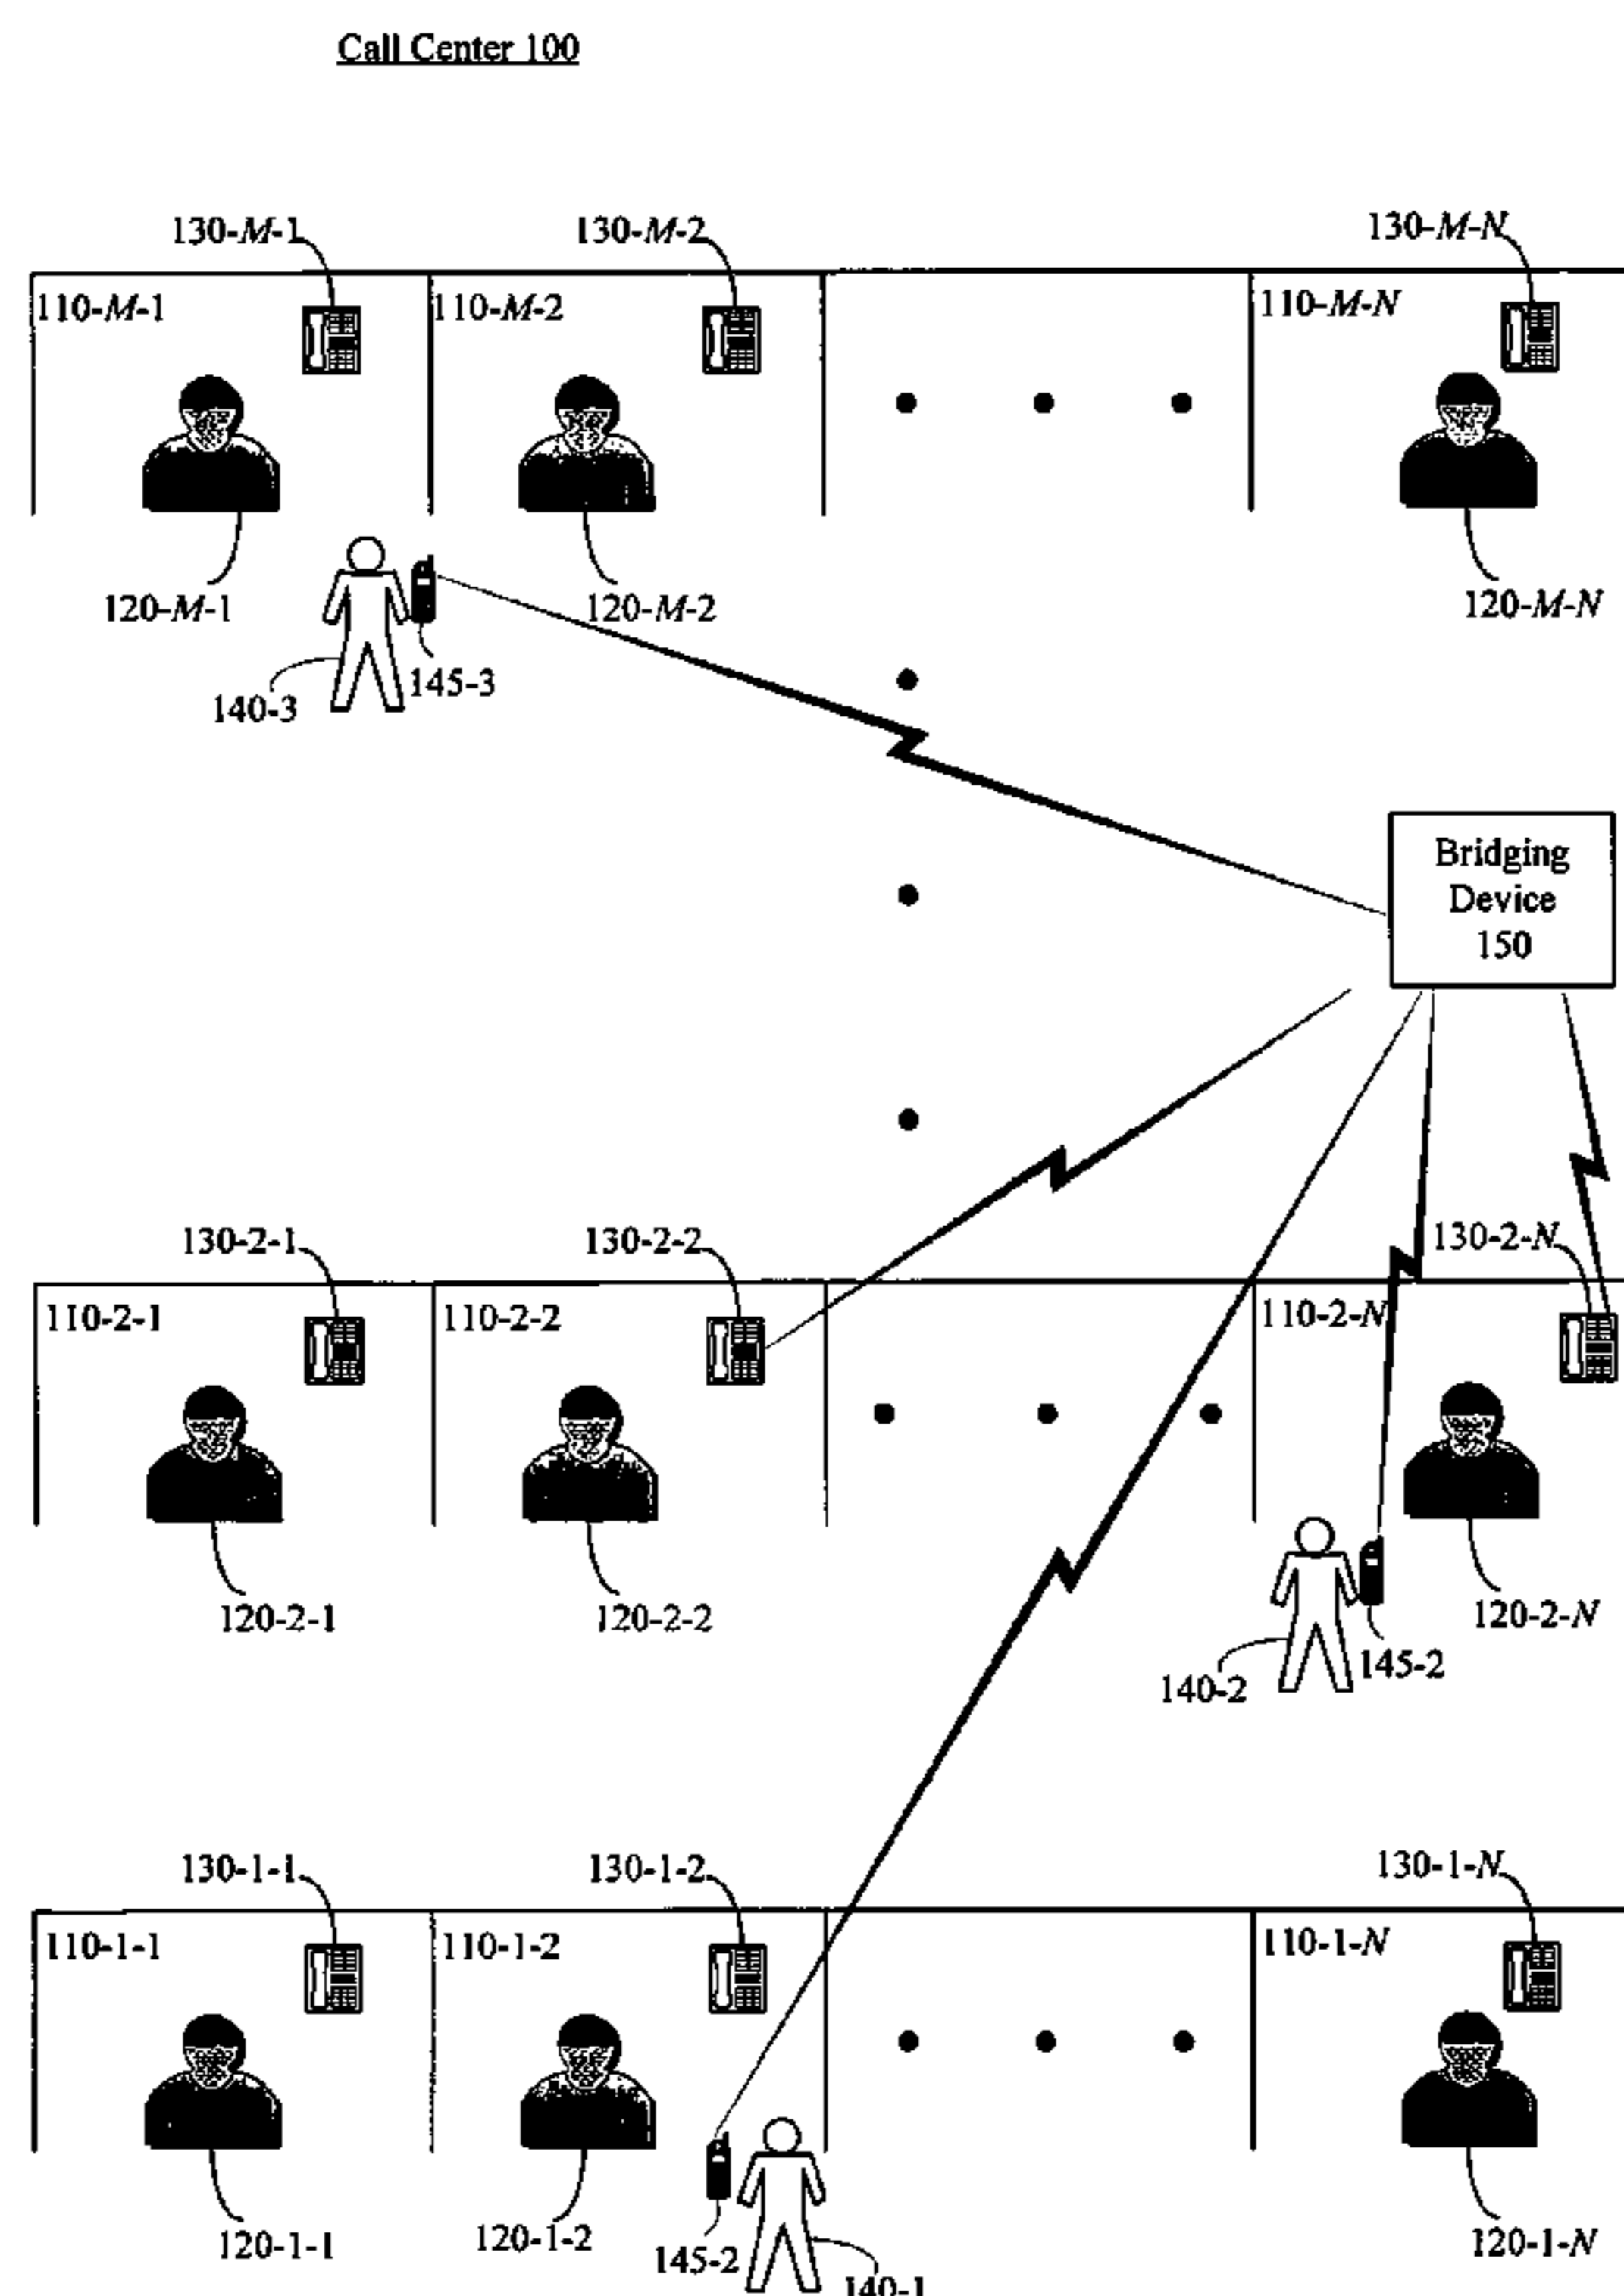 Call Center 100
130-M-1
130-M-2
130-M-N
110-M-1
110-M-2
110-M-N
120-M-1
120-M-2
120-M-N
140-3
145-3
Bridging
Device
150
130-2-1
130-2-2
130-2-N
110-2-1
110-2-2
110-2-N
120-2-1
120-2-2
120-2-N
140-2
145-2
130-1-1
130-1-2
130-1-N
110-1-1
110-1-2
110-1-N
120-1-1
120-1-2
145-2
140-1
120-1-N